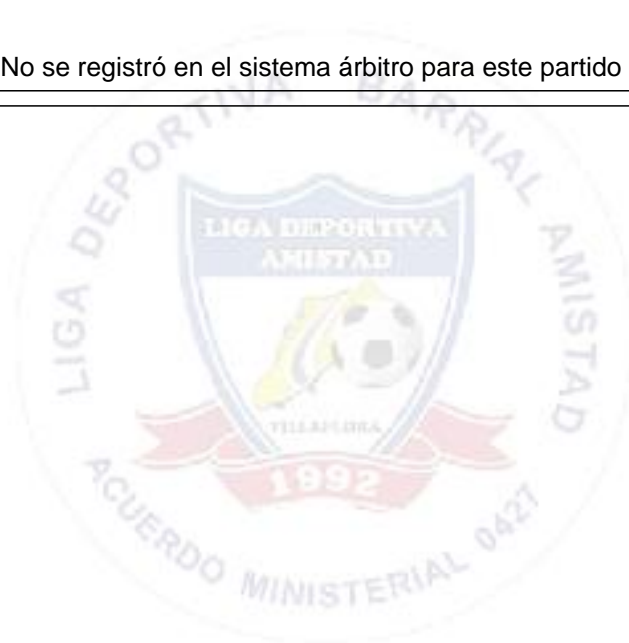 No se registró en el sistema árbitro para este partido
LIGA DEPORTIVA BARRIAL AMISTAD
LIGA DEPORTIVA
AMISTAD
VILLAFLORA
1992
ACUERDO MINISTERIAL 0427